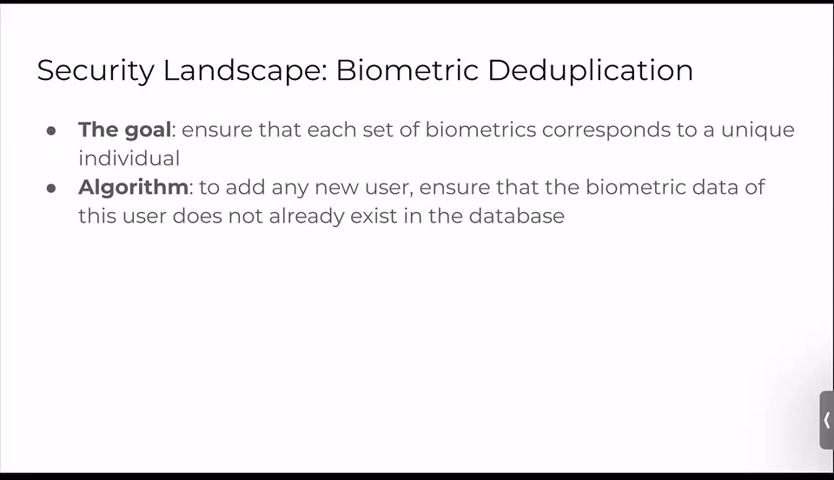 Security Landscape: Biometric Deduplication
● The goal: ensure that each set of biometrics corresponds to a unique
individual
● Algorithm: to add any new user, ensure that the biometric data of
this user does not already exist in the database